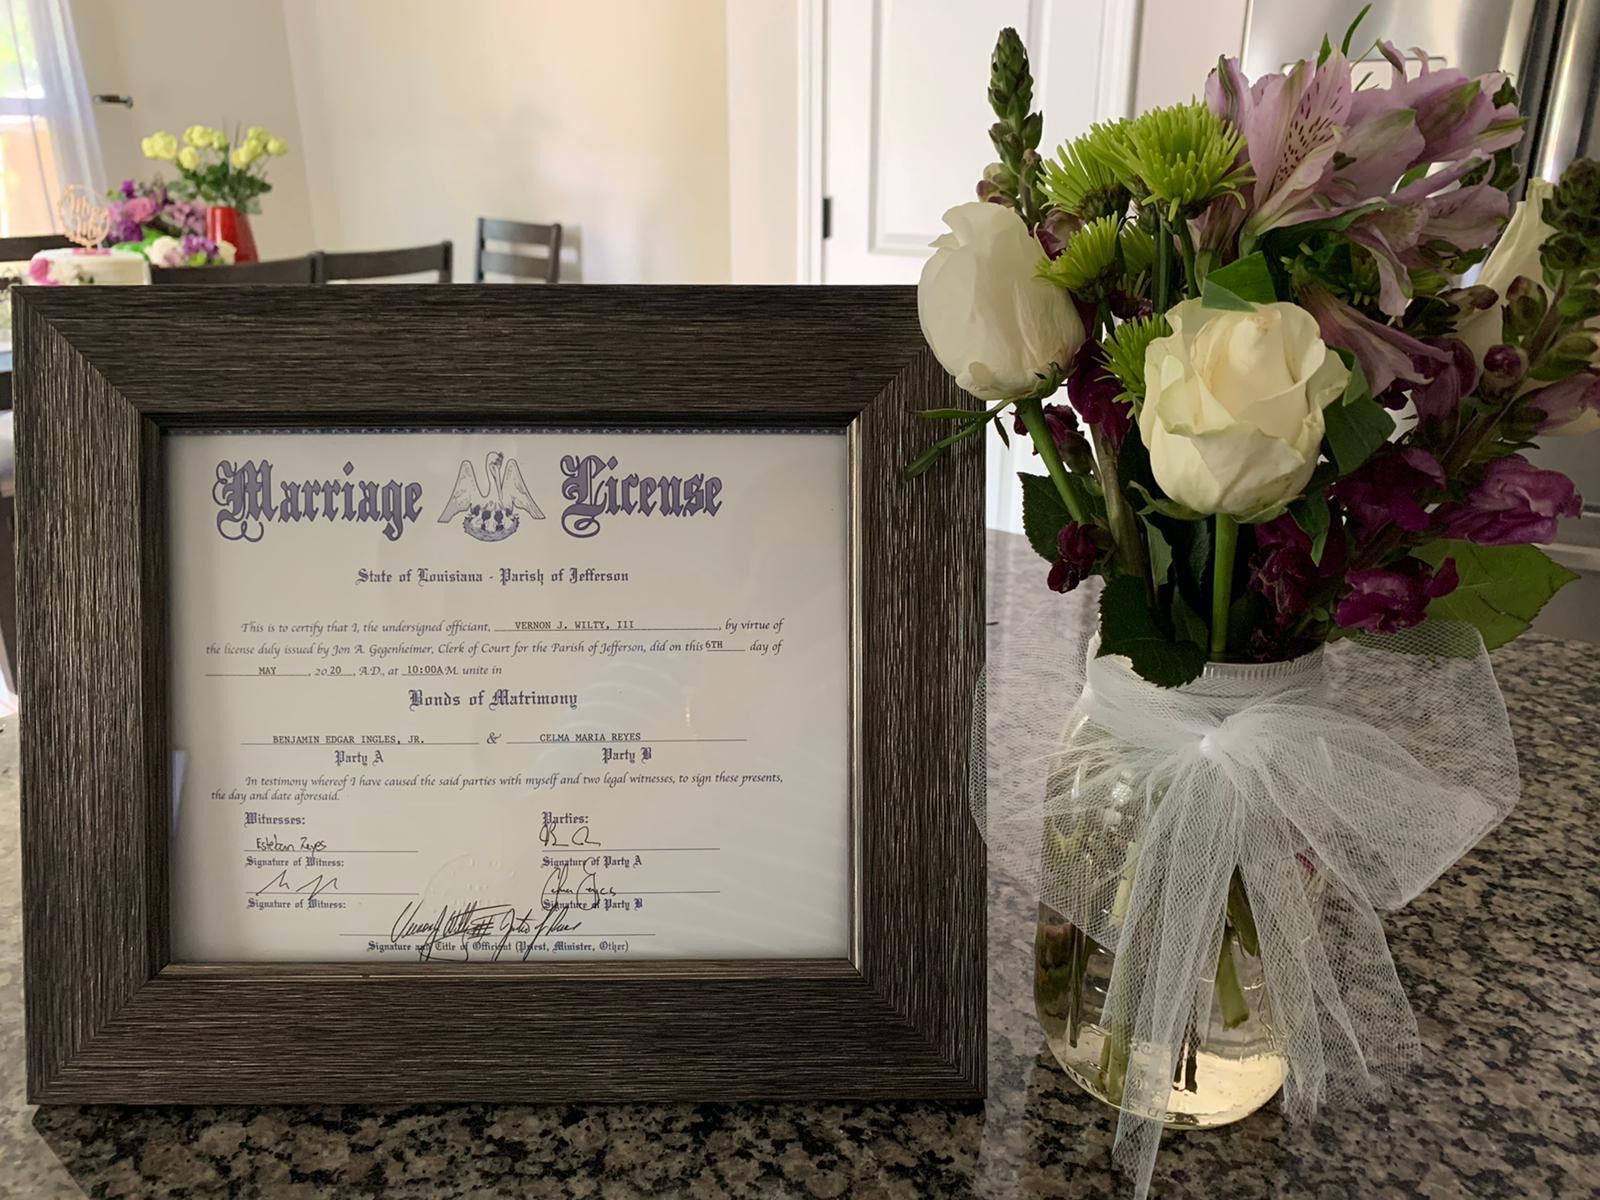 Marriage License
State of Louisiana - Parish of Jefferson
This is to certify that I, the undersigned officiant, VERNON J. WILTY, III, by virtue of
the license duly issued by Jon A. Gegenheimer, Clerk of Court for the Parish of Jefferson, did on this 6TH day of
MAY, 2020, A.D., at 10:00A M. unite in
Bonds of Matrimony
BENJAMIN EDGAR INGLES, JR. & CELMA MARIA REYES
Party A Party B
In testimony whereof I have caused the said parties with myself and two legal witnesses, to sign these presents,
the day and date aforesaid.
Witnesses: Parties:
Esteban Reyes
Signature of Witness: Signature of Party A
Signature of Witness: Signature of Party B
Signature and Title of Officiant (Priest, Minister, Other)